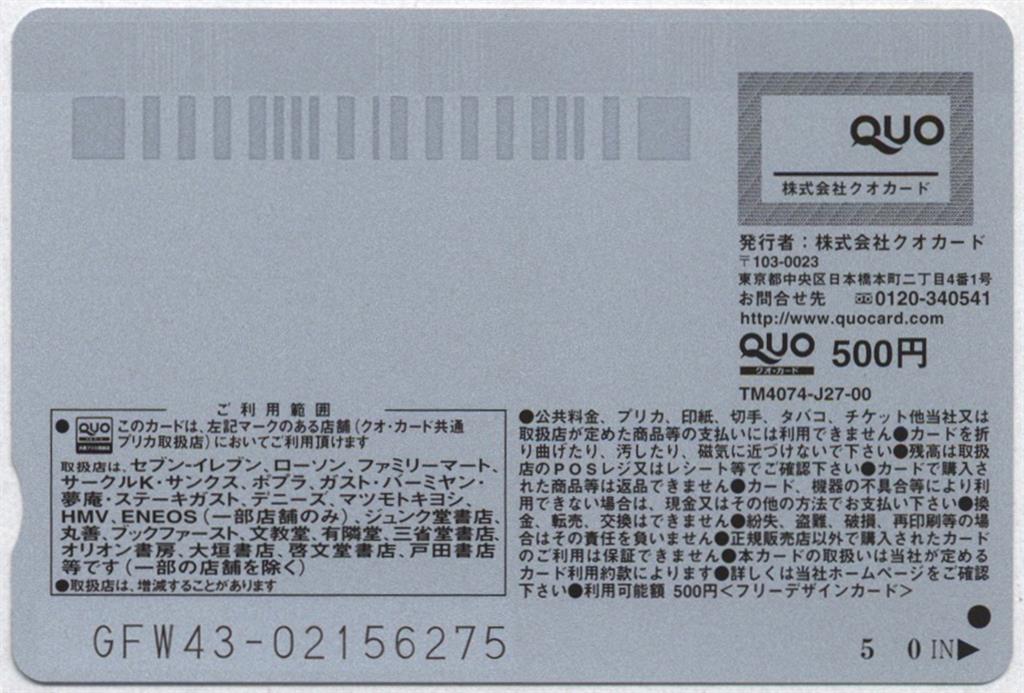 QUO
株式会社クオカード
発行者：株式会社クオカード
〒103-0023
東京都中央区日本橋本町二丁目4番1号
お問合せ先 0120-340541
http://www.quocard.com
QUO 500円
クオ・カード
TM4074-J27-00
ご利用範囲
●QUO このカードは、左記マークのある店舗(クオ・カード共通
プリカ取扱店)においてご利用頂けます
取扱店は、セブン-イレブン、ローソン、ファミリーマート、
サークルK・サンクス、ポプラ、ガスト・バーミヤン・
夢庵・ステーキガスト、デニーズ、マツモトキヨシ、
HMV、ENEOS(一部店舗のみ)、ジュンク堂書店、
丸善、ブックファースト、文教堂、有隣堂、三省堂書店、
オリオン書房、大垣書店、啓文堂書店、戸田書店
等です(一部の店舗を除く)
●取扱店は、増減することがあります
●公共料金、プリカ、印紙、切手、タバコ、チケット他当社又は
取扱店が定めた商品等の支払いには利用できません●カードを折
り曲げたり、汚したり、磁気に近づけないで下さい●残高は取扱
店のPOSレジ又はレシート等でご確認下さい●カードで購入さ
れた商品等は返品できません●カード、機器の不具合等により利
用できない場合は、現金又はその他の方法でお支払い下さい●換
金、転売、交換はできません●紛失、盗難、破損、再印刷等の場
合はその責任を負いません●正規販売店以外で購入されたカード
のご利用は保証できません●本カードの取扱いは当社が定める
カード利用約款によります●詳しくは当社ホームページをご確認
下さい●利用可能額 500円<フリーデザインカード>
GFW43-02156275
5 0 IN▶